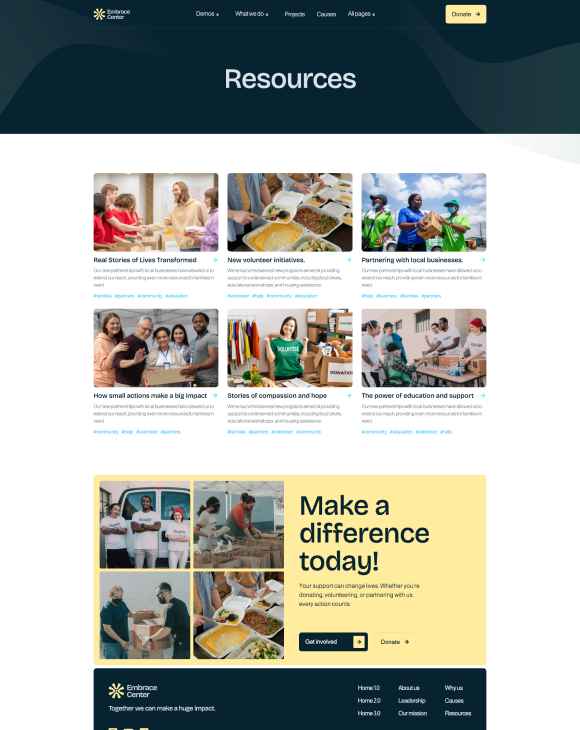 Embrace
Center
Demos +
What we do +
Projects
Causes
All pages +
Donate →
Resources
Real Stories of Lives Transformed →
Our new partnerships with local businesses have allowed us to
extend our reach, providing even more resources for families in
need.
#families #partners #community #education
New volunteer initiatives. →
We've launched several new programs aimed at providing
support to underserved communities, including food drives,
educational workshops, and housing assistance.
#volunteer #help #community #education
Partnering with local businesses. →
Our new partnerships with local businesses have allowed us to
extend our reach, providing even more resources for families in
need.
#help #business #families #partners
How small actions make a big impact →
Our new partnerships with local businesses have allowed us to
extend our reach, providing even more resources for families in
need.
#community #help #volunteer #partners
Stories of compassion and hope →
We've launched several new programs aimed at providing
support to underserved communities, including food drives,
educational workshops, and housing assistance.
#families #partners #volunteer #community
VOLUNTEER
DONATION
The power of education and support →
Our new partnerships with local businesses have allowed us to
extend our reach, providing even more resources for families in
need.
#community #education #volunteer #help
Make a
difference
today!
Your support can change lives. Whether you're
donating, volunteering, or partnering with us,
every action counts.
Get involved →
Donate →
Embrace
Center
Together we can make a huge impact.
Home 1.0
About us
Why us
Home 2.0
Leadership
Causes
Home 3.0
Our mission
Resources